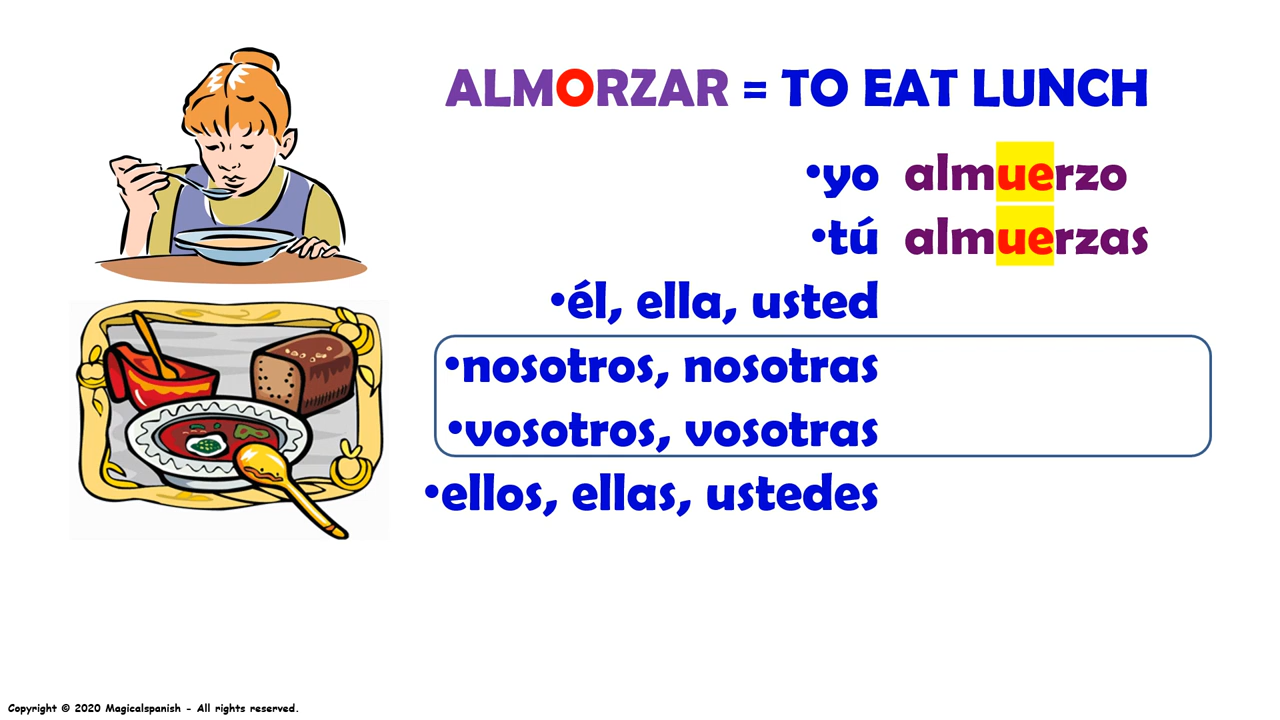 ALMORZAR = TO EAT LUNCH
•yo almuerzo
•tú almuerzas
•él, ella, usted
•nosotros, nosotras
•vosotros, vosotras
•ellos, ellas, ustedes
Copyright © 2020 Magicalspanish - All rights reserved.